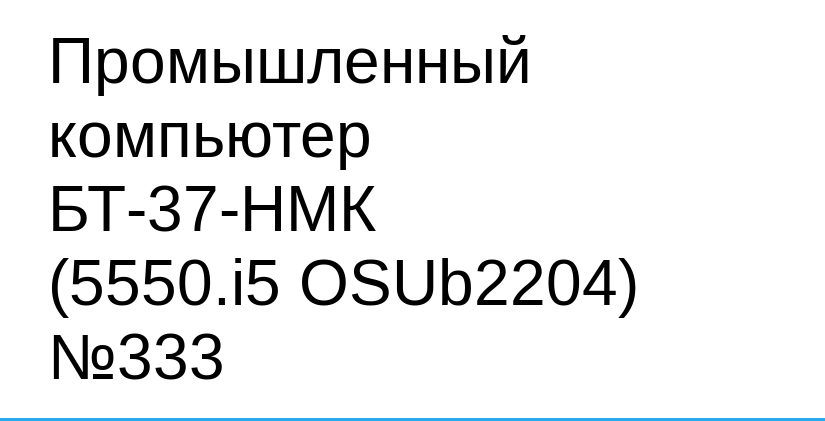 Промышленный
компьютер
БТ-37-НМК
(5550.i5 OSUb2204)
№333